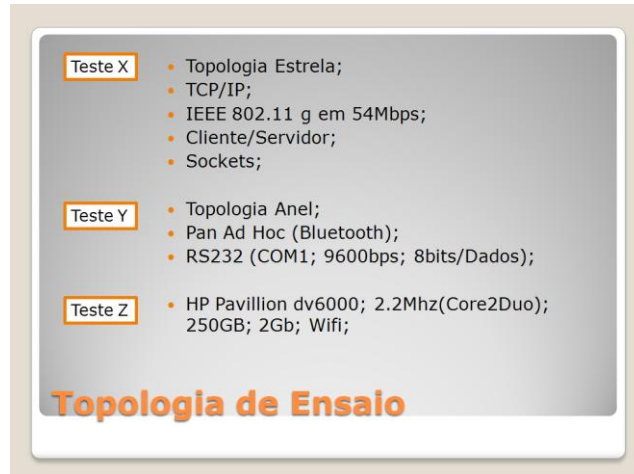 Teste X
• Topologia Estrela;
• TCP/IP;
• IEEE 802.11 g em 54Mbps;
• Cliente/Servidor;
• Sockets;
Teste Y
• Topologia Anel;
• Pan Ad Hoc (Bluetooth);
• RS232 (COM1; 9600bps; 8bits/Dados);
Teste Z
• HP Pavillion dv6000; 2.2Mhz(Core2Duo);
250GB; 2Gb; Wifi;
Topologia de Ensaio